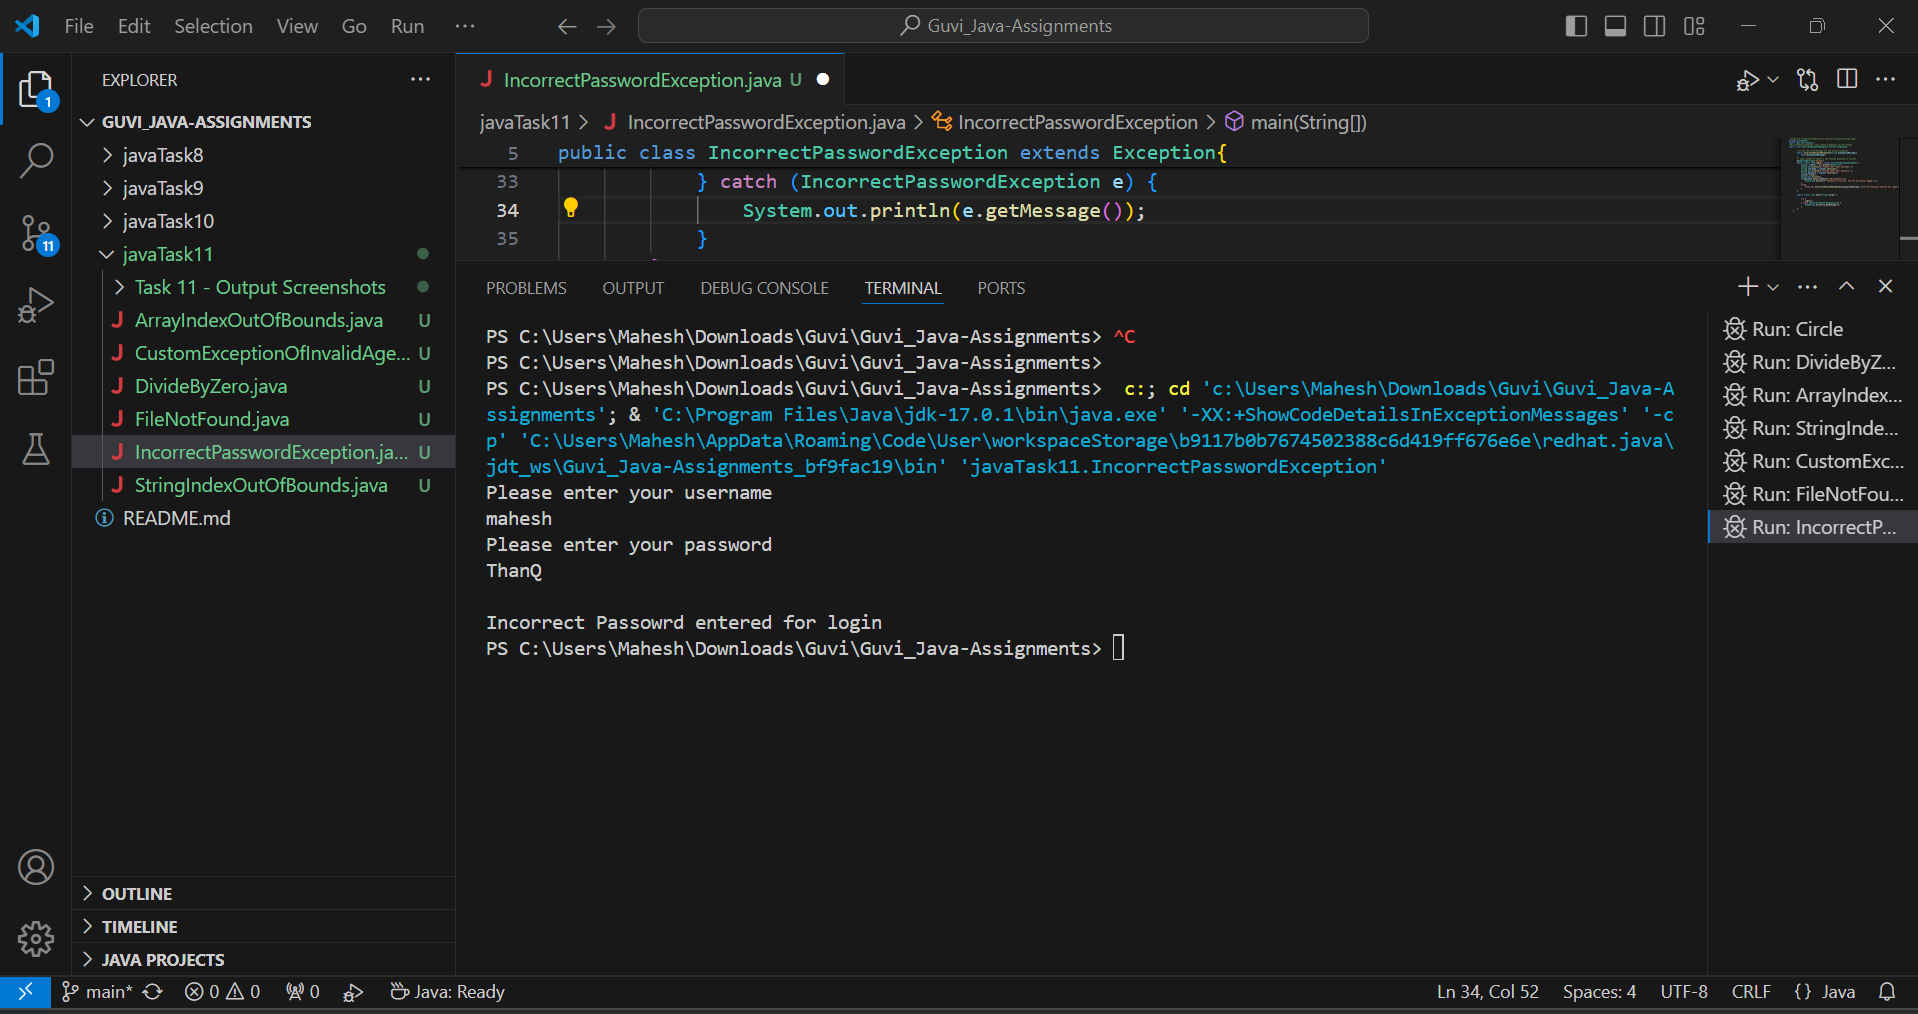 File Edit Selection View Go Run ··· Guvi_Java-Assignments
EXPLORER ···
1
11
GUVI_JAVA-ASSIGNMENTS
javaTask8
javaTask9
javaTask10
javaTask11
Task 11 - Output Screenshots
J ArrayIndexOutOfBounds.java U
J CustomExceptionOfInvalidAge... U
J DivideByZero.java U
J FileNotFound.java U
J IncorrectPasswordException.ja... U
J StringIndexOutOfBounds.java U
README.md
OUTLINE
TIMELINE
JAVA PROJECTS
J IncorrectPasswordException.java U
javaTask11 > J IncorrectPasswordException.java > IncorrectPasswordException > main(String[])
5 public class IncorrectPasswordException extends Exception{
33 } catch (IncorrectPasswordException e) {
34 System.out.println(e.getMessage());
35 }
PROBLEMS OUTPUT DEBUG CONSOLE TERMINAL PORTS
PS C:\Users\Mahesh\Downloads\Guvi\Guvi_Java-Assignments> ^C
PS C:\Users\Mahesh\Downloads\Guvi\Guvi_Java-Assignments>
PS C:\Users\Mahesh\Downloads\Guvi\Guvi_Java-Assignments>  c:; cd 'c:\Users\Mahesh\Downloads\Guvi\Guvi_Java-A
ssignments'; & 'C:\Program Files\Java\jdk-17.0.1\bin\java.exe' '-XX:+ShowCodeDetailsInExceptionMessages' '-c
p' 'C:\Users\Mahesh\AppData\Roaming\Code\User\workspaceStorage\b9117b0b7674502388c6d419ff676e6e\redhat.java\
jdt_ws\Guvi_Java-Assignments_bf9fac19\bin' 'javaTask11.IncorrectPasswordException'
Please enter your username
mahesh
Please enter your password
ThanQ
Incorrect Passowrd entered for login
PS C:\Users\Mahesh\Downloads\Guvi\Guvi_Java-Assignments>
Run: Circle
Run: DivideByZ...
Run: ArrayIndex...
Run: StringInde...
Run: CustomExc...
Run: FileNotFou...
Run: IncorrectP...
main* 0 0 0 Java: Ready Ln 34, Col 52 Spaces: 4 UTF-8 CRLF {} Java